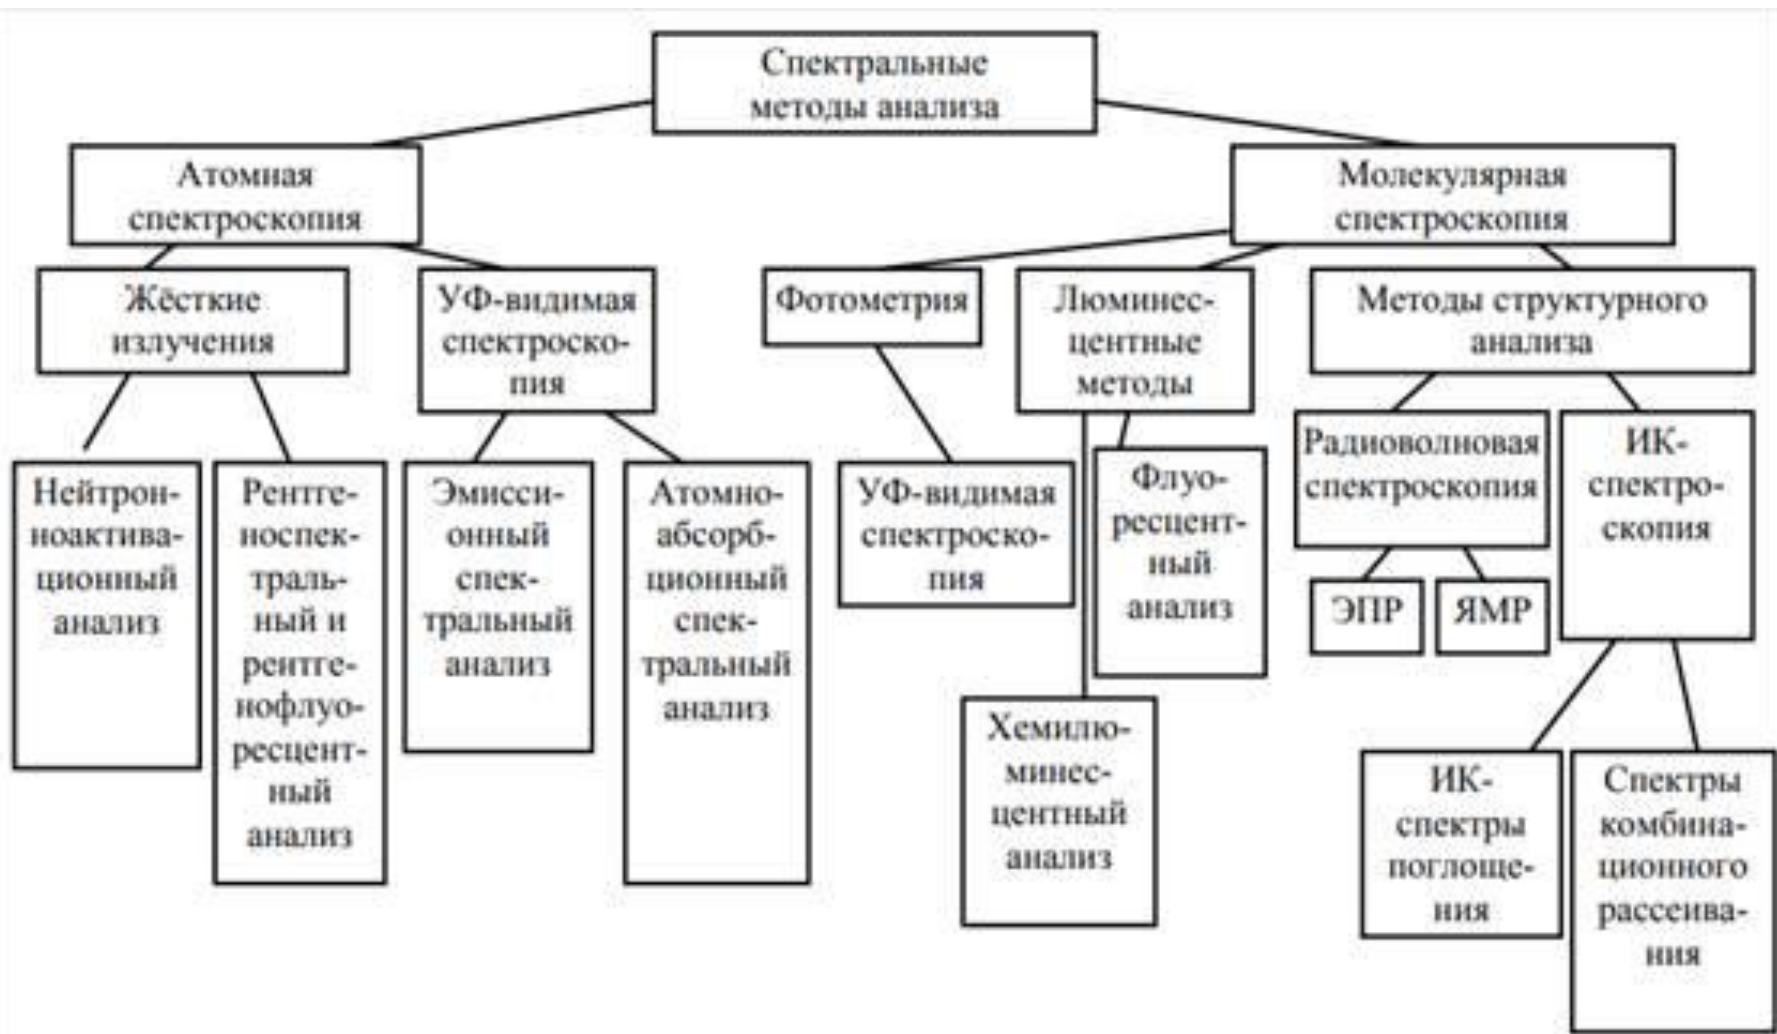 Спектральные
методы анализа
Атомная
спектроскопия
Молекулярная
спектроскопия
Жёсткие
излучения
УФ-видимая
спектроско-
пия
Фотометрия
Люминес-
центные
методы
Методы структурного
анализа
Нейтрон-
ноактива-
ционный
анализ
Рентге-
носпек-
траль-
ный и
рентге-
нофлуо-
ресцент-
ный
анализ
Эмисси-
онный
спек-
тральный
анализ
Атомно-
абсорб-
ционный
спек-
тральный
анализ
УФ-видимая
спектроско-
пия
Флуо-
ресцент-
ный
анализ
Радиоволновая
спектроскопия
ИК-
спектро-
скопия
ЭПР
ЯМР
Хемилю-
минес-
центный
анализ
ИК-
спектры
поглоще-
ния
Спектры
комбина-
ционного
рассеива-
ния